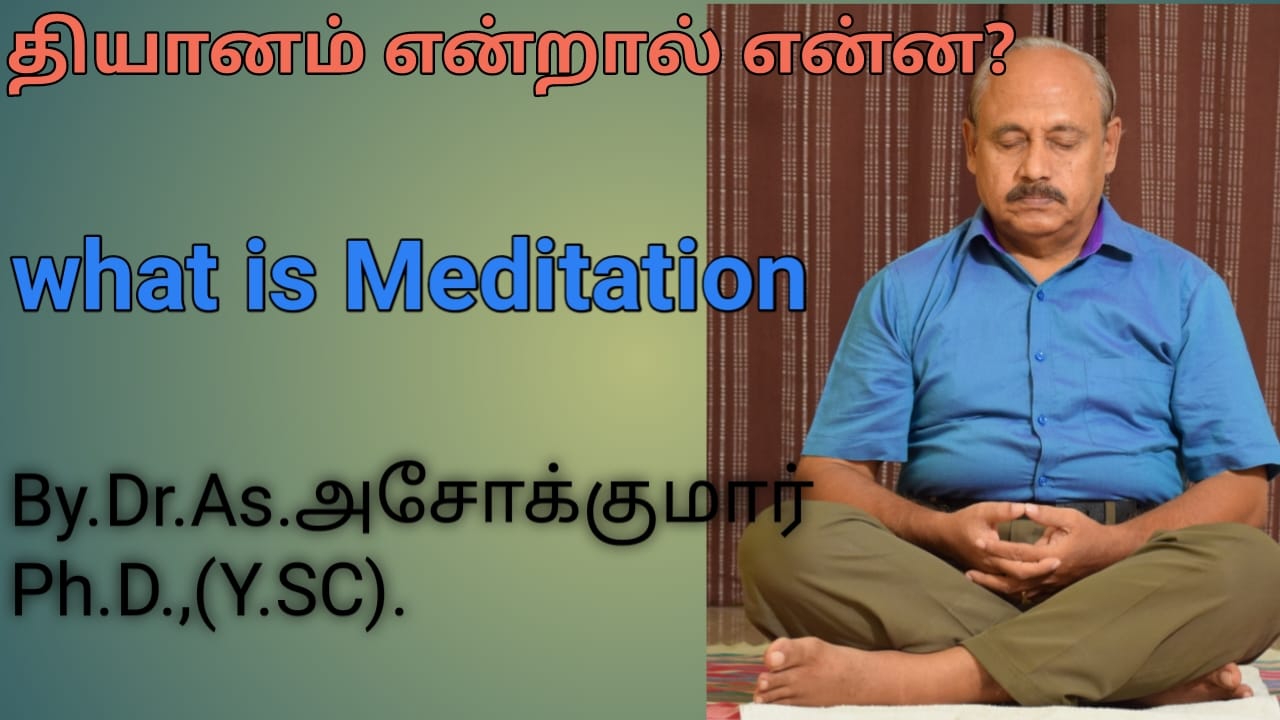 தியானம் என்றால் என்ன?
what is Meditation
By.Dr.As.அசோக்குமார்
Ph.D.,(Y.SC).